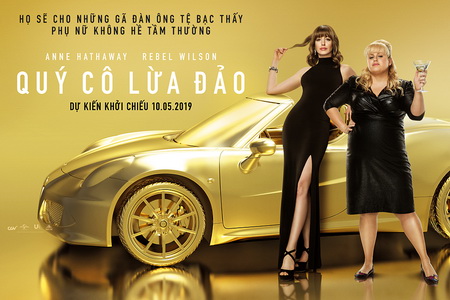 HỌ SẼ CHO NHỮNG GÃ ĐÀN ÔNG TỆ BẠC THẤY
PHỤ NỮ KHÔNG HỀ TẦM THƯỜNG
ANNE HATHAWAY REBEL WILSON
QUÝ CÔ LỪA ĐẢO
DỰ KIẾN KHỞI CHIẾU 10.05.2019